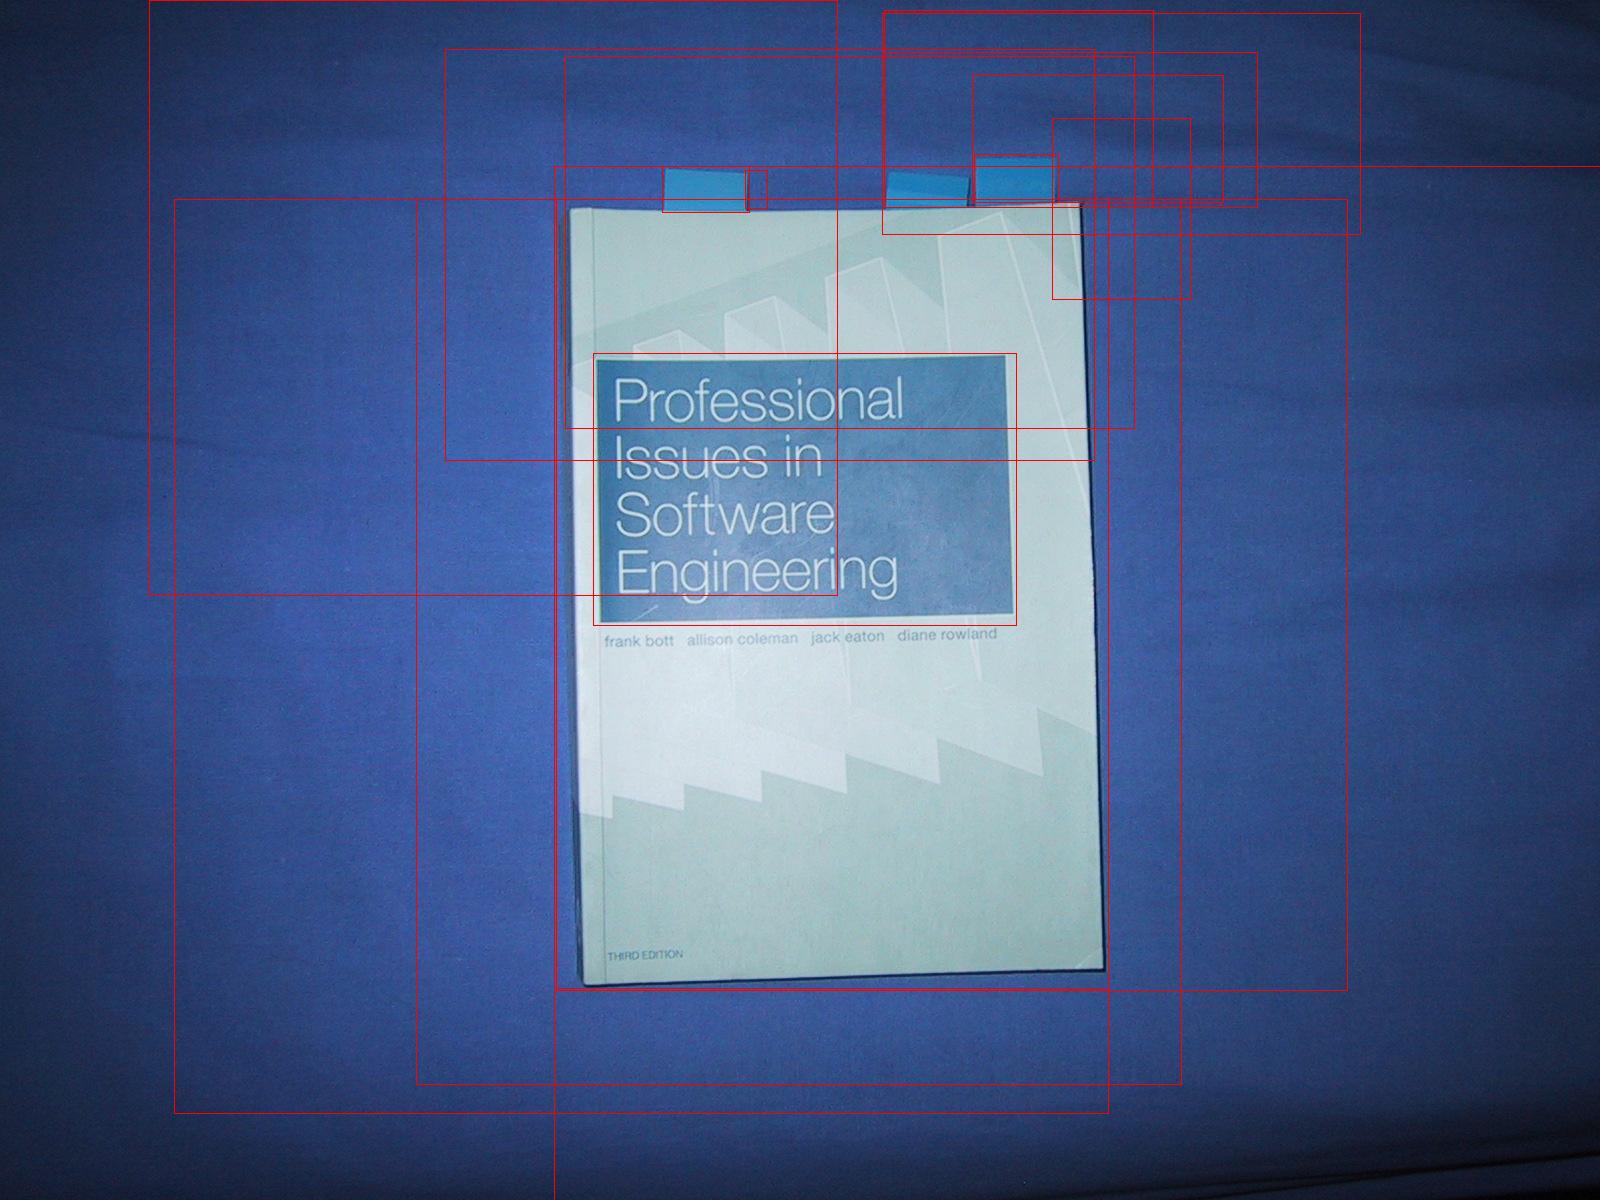 Professional
Issues in
Software
Engineering
frank bott allison coleman jack eaton diane rowland
THIRD EDITION